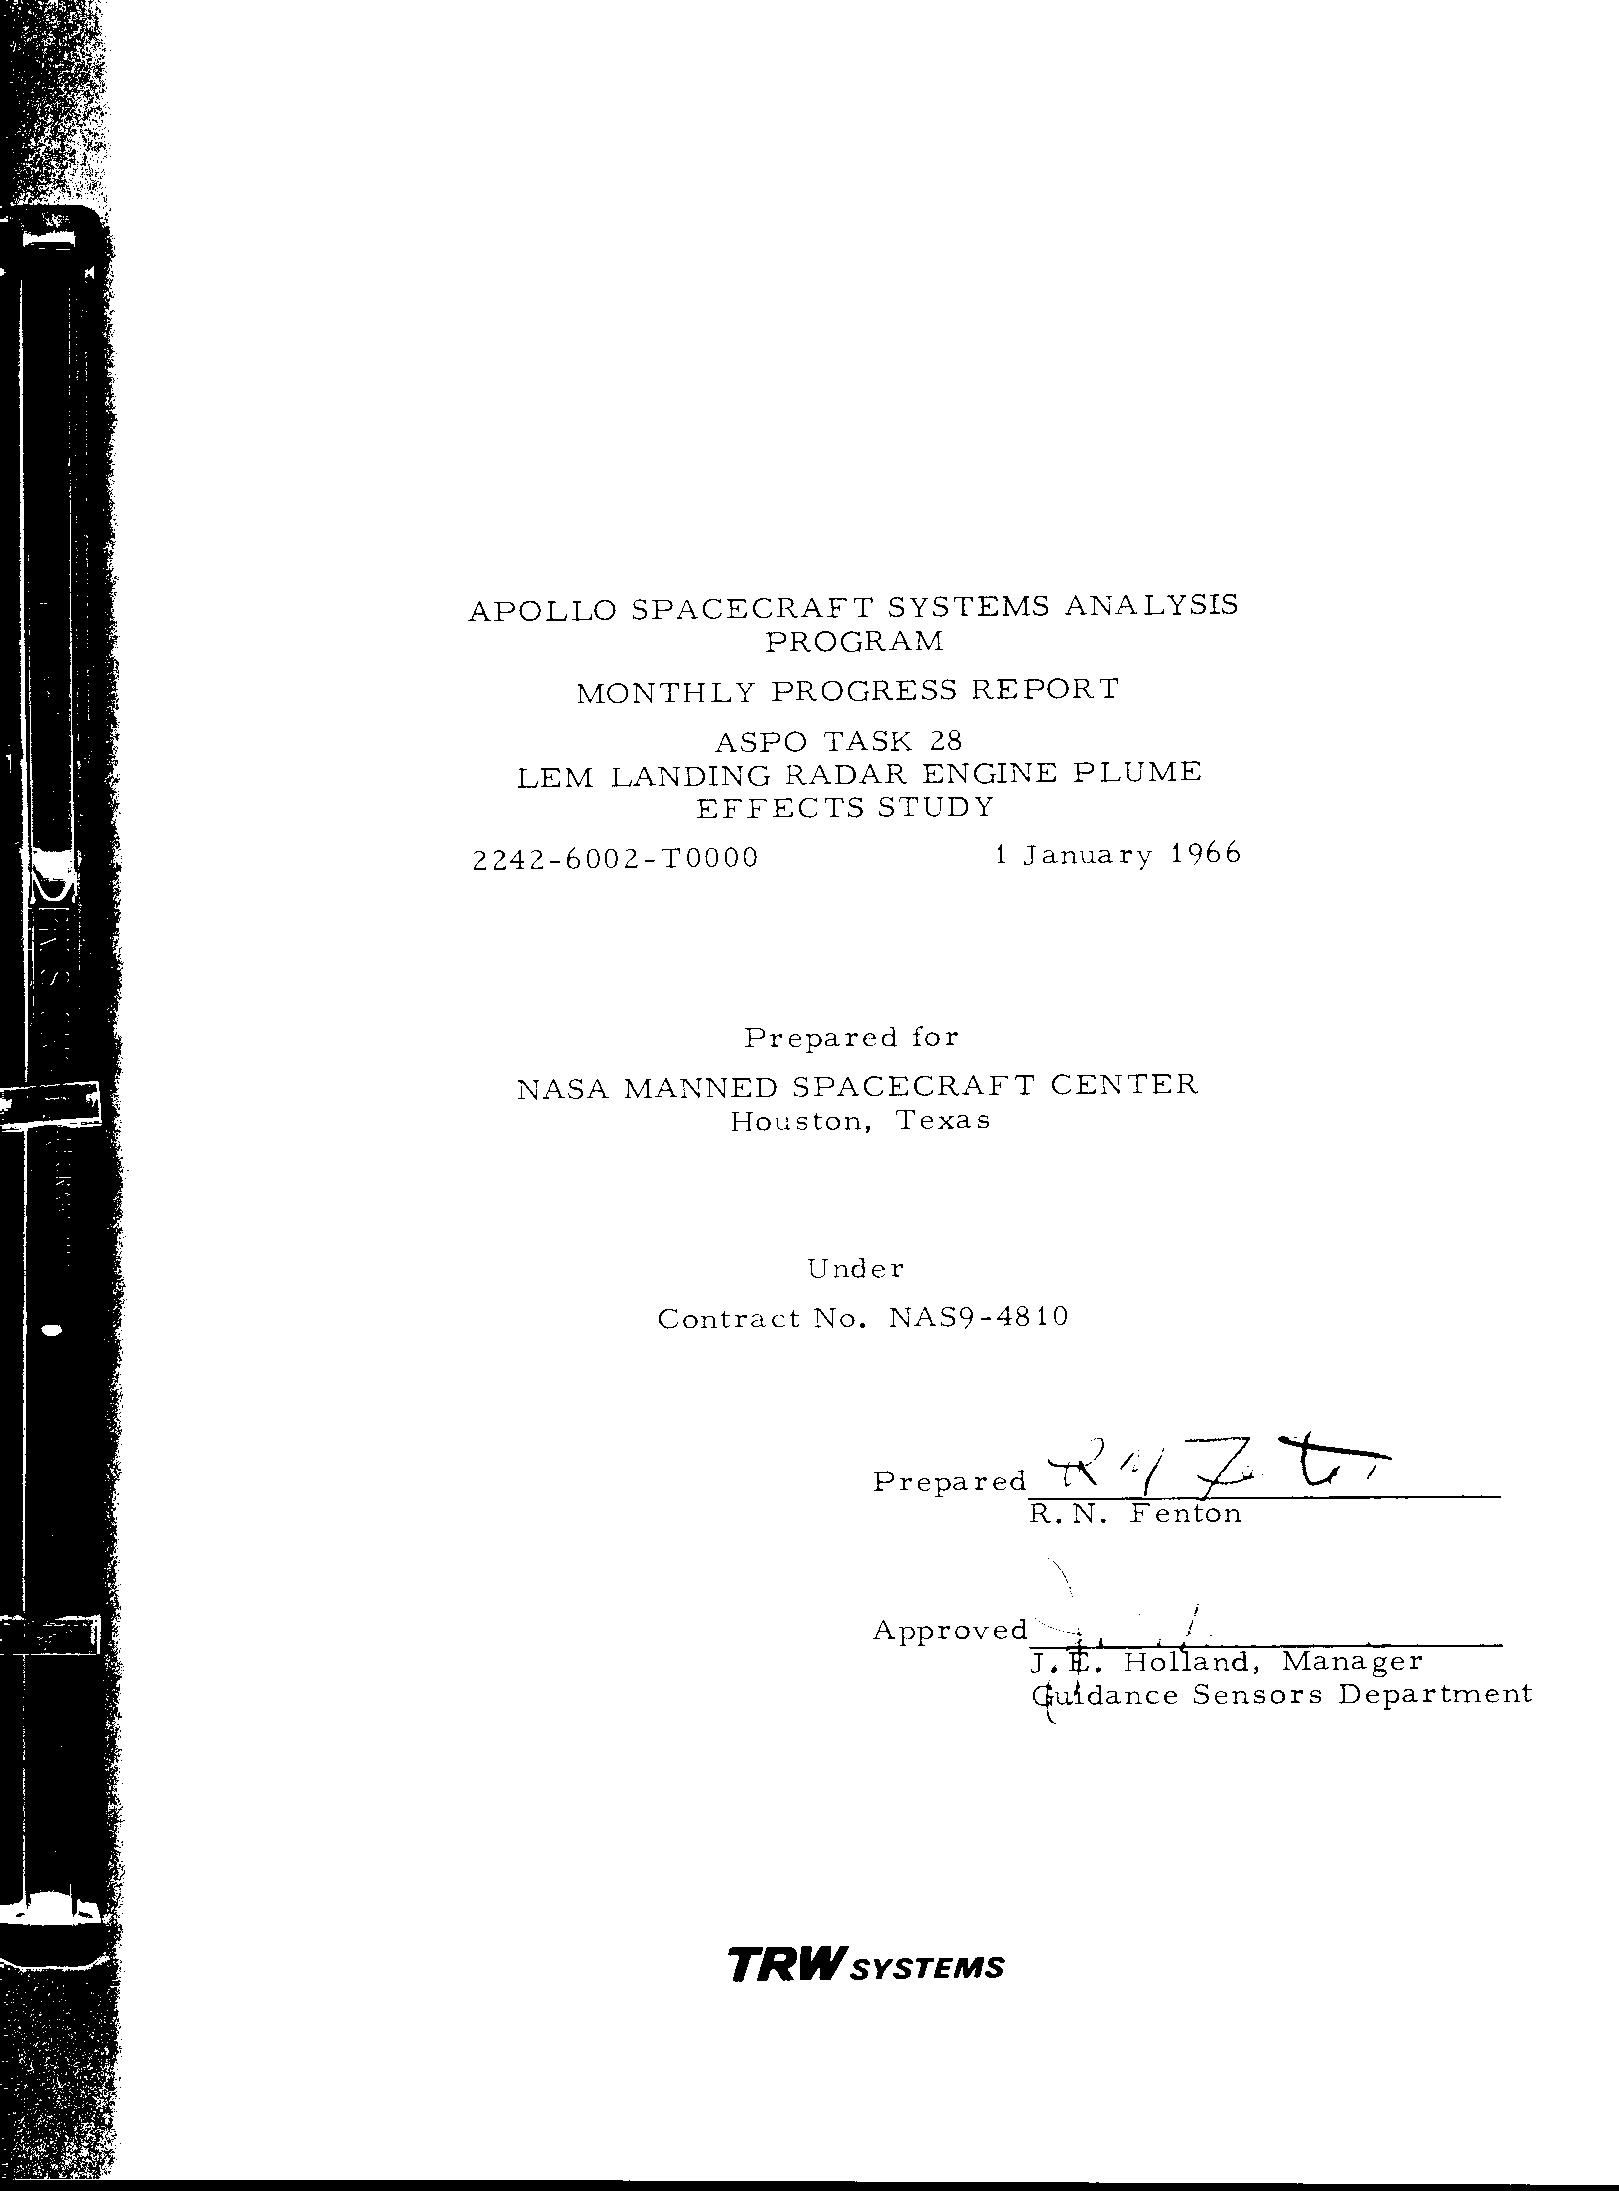 APOLLO SPACECRAFT SYSTEMS ANALYSIS
PROGRAM
MONTHLY PROGRESS REPORT
ASPO TASK 28
LEM LANDING RADAR ENGINE PLUME
EFFECTS STUDY
2242-6002-T0000 1 January 1966
Prepared for
NASA MANNED SPACECRAFT CENTER
Houston, Texas
Under
Contract No. NAS9-4810
Prepared
R. N. Fenton
Approved
J. E. Holland, Manager
Guidance Sensors Department
TRW SYSTEMS